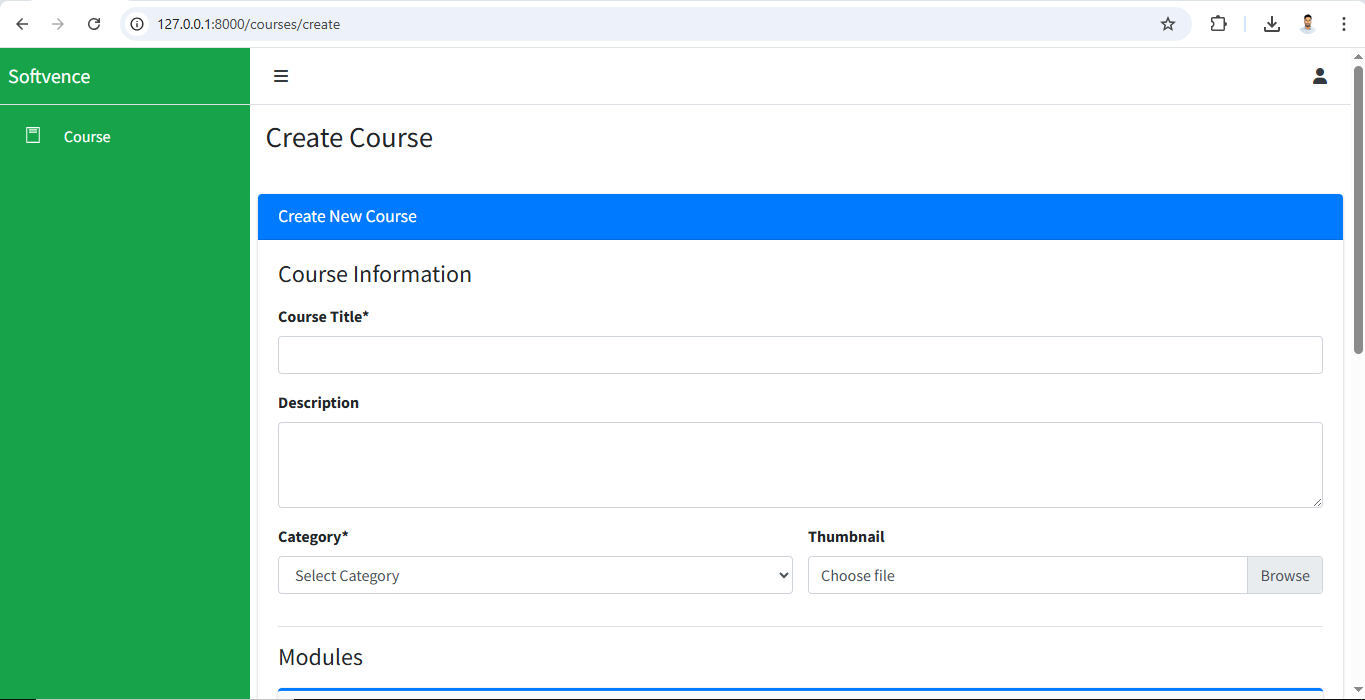 127.0.0.1:8000/courses/create
Softvence
Course
Create Course
Create New Course
Course Information
Course Title*
Description
Category*
Thumbnail
Select Category
Choose file
Browse
Modules